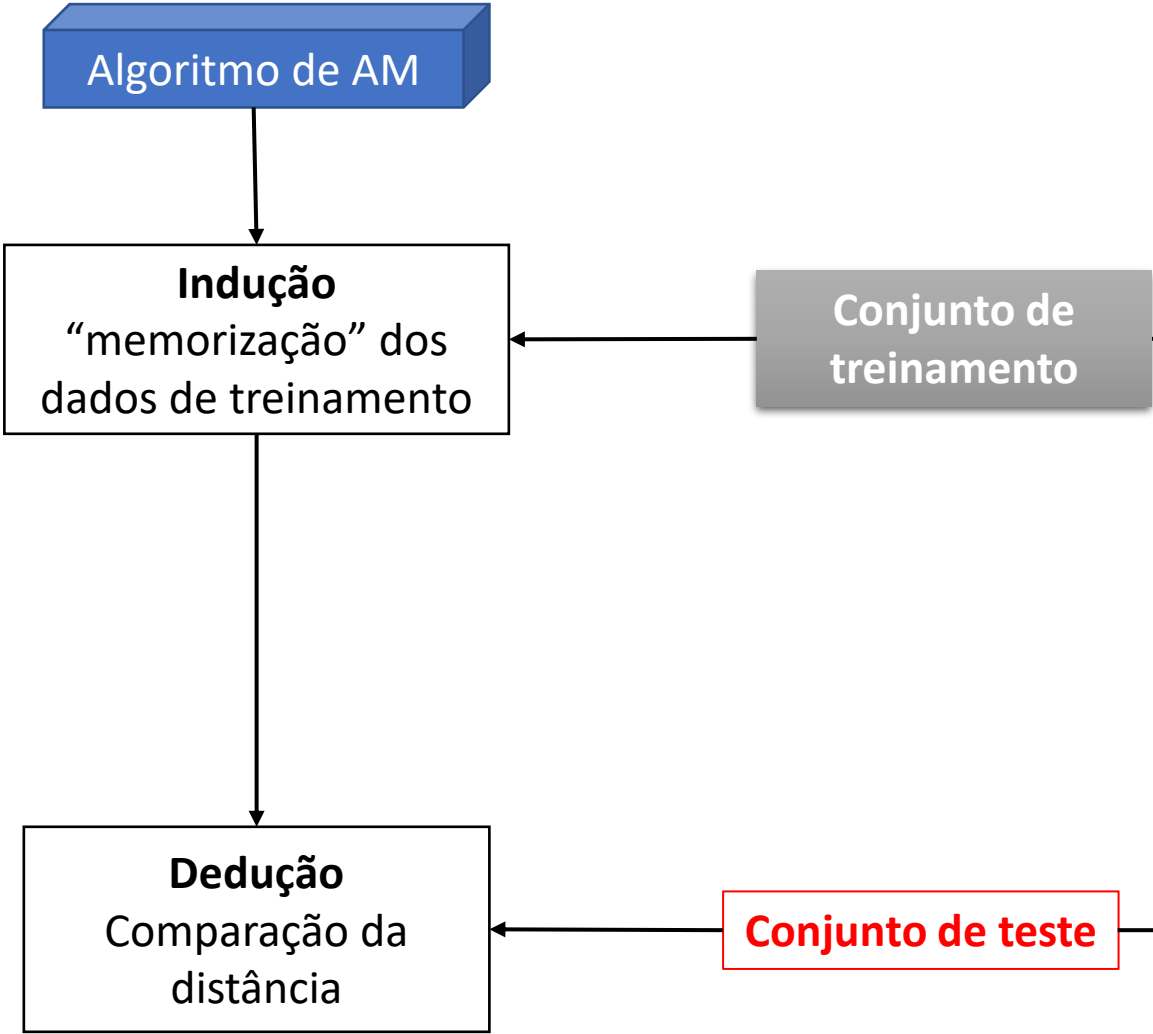 Algoritmo de AM
Indução
“memorização” dos
dados de treinamento
Conjunto de
treinamento
Dedução
Comparação da
distância
Conjunto de teste